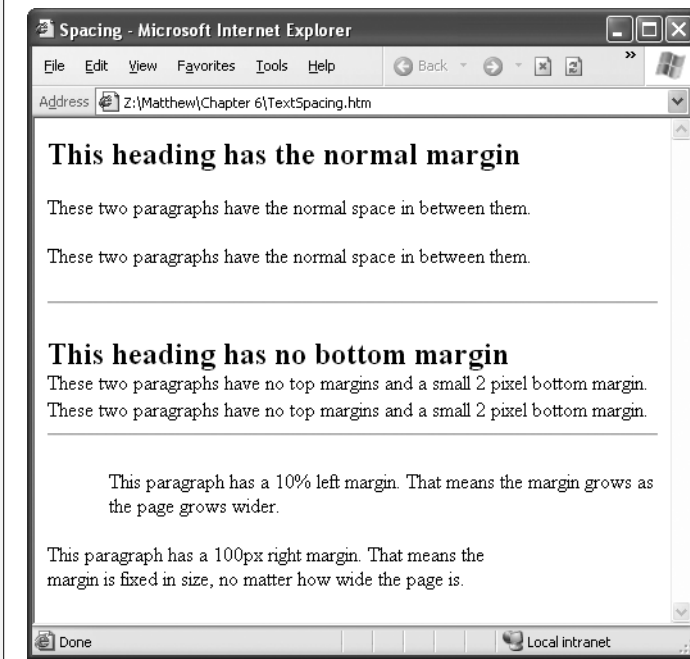 Spacing - Microsoft Internet Explorer
File Edit View Favorites Tools Help Back »
Address Z:\Matthew\Chapter 6\TextSpacing.htm
This heading has the normal margin
These two paragraphs have the normal space in between them.
These two paragraphs have the normal space in between them.
This heading has no bottom margin
These two paragraphs have no top margins and a small 2 pixel bottom margin.
These two paragraphs have no top margins and a small 2 pixel bottom margin.
This paragraph has a 10% left margin. That means the margin grows as
the page grows wider.
This paragraph has a 100px right margin. That means the
margin is fixed in size, no matter how wide the page is.
Done Local intranet